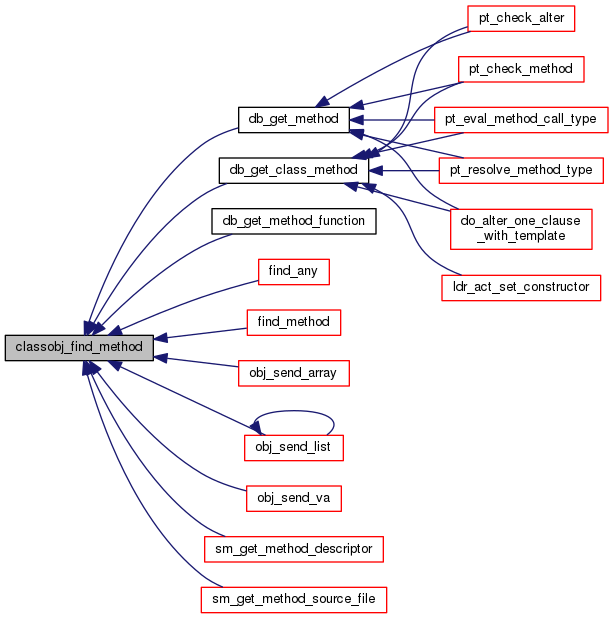 pt_check_alter
pt_check_method
db_get_method
pt_eval_method_call_type
db_get_class_method
pt_resolve_method_type
db_get_method_function
do_alter_one_clause
_with_template
find_any
ldr_act_set_constructor
find_method
classobj_find_method
obj_send_array
obj_send_list
obj_send_va
sm_get_method_descriptor
sm_get_method_source_file